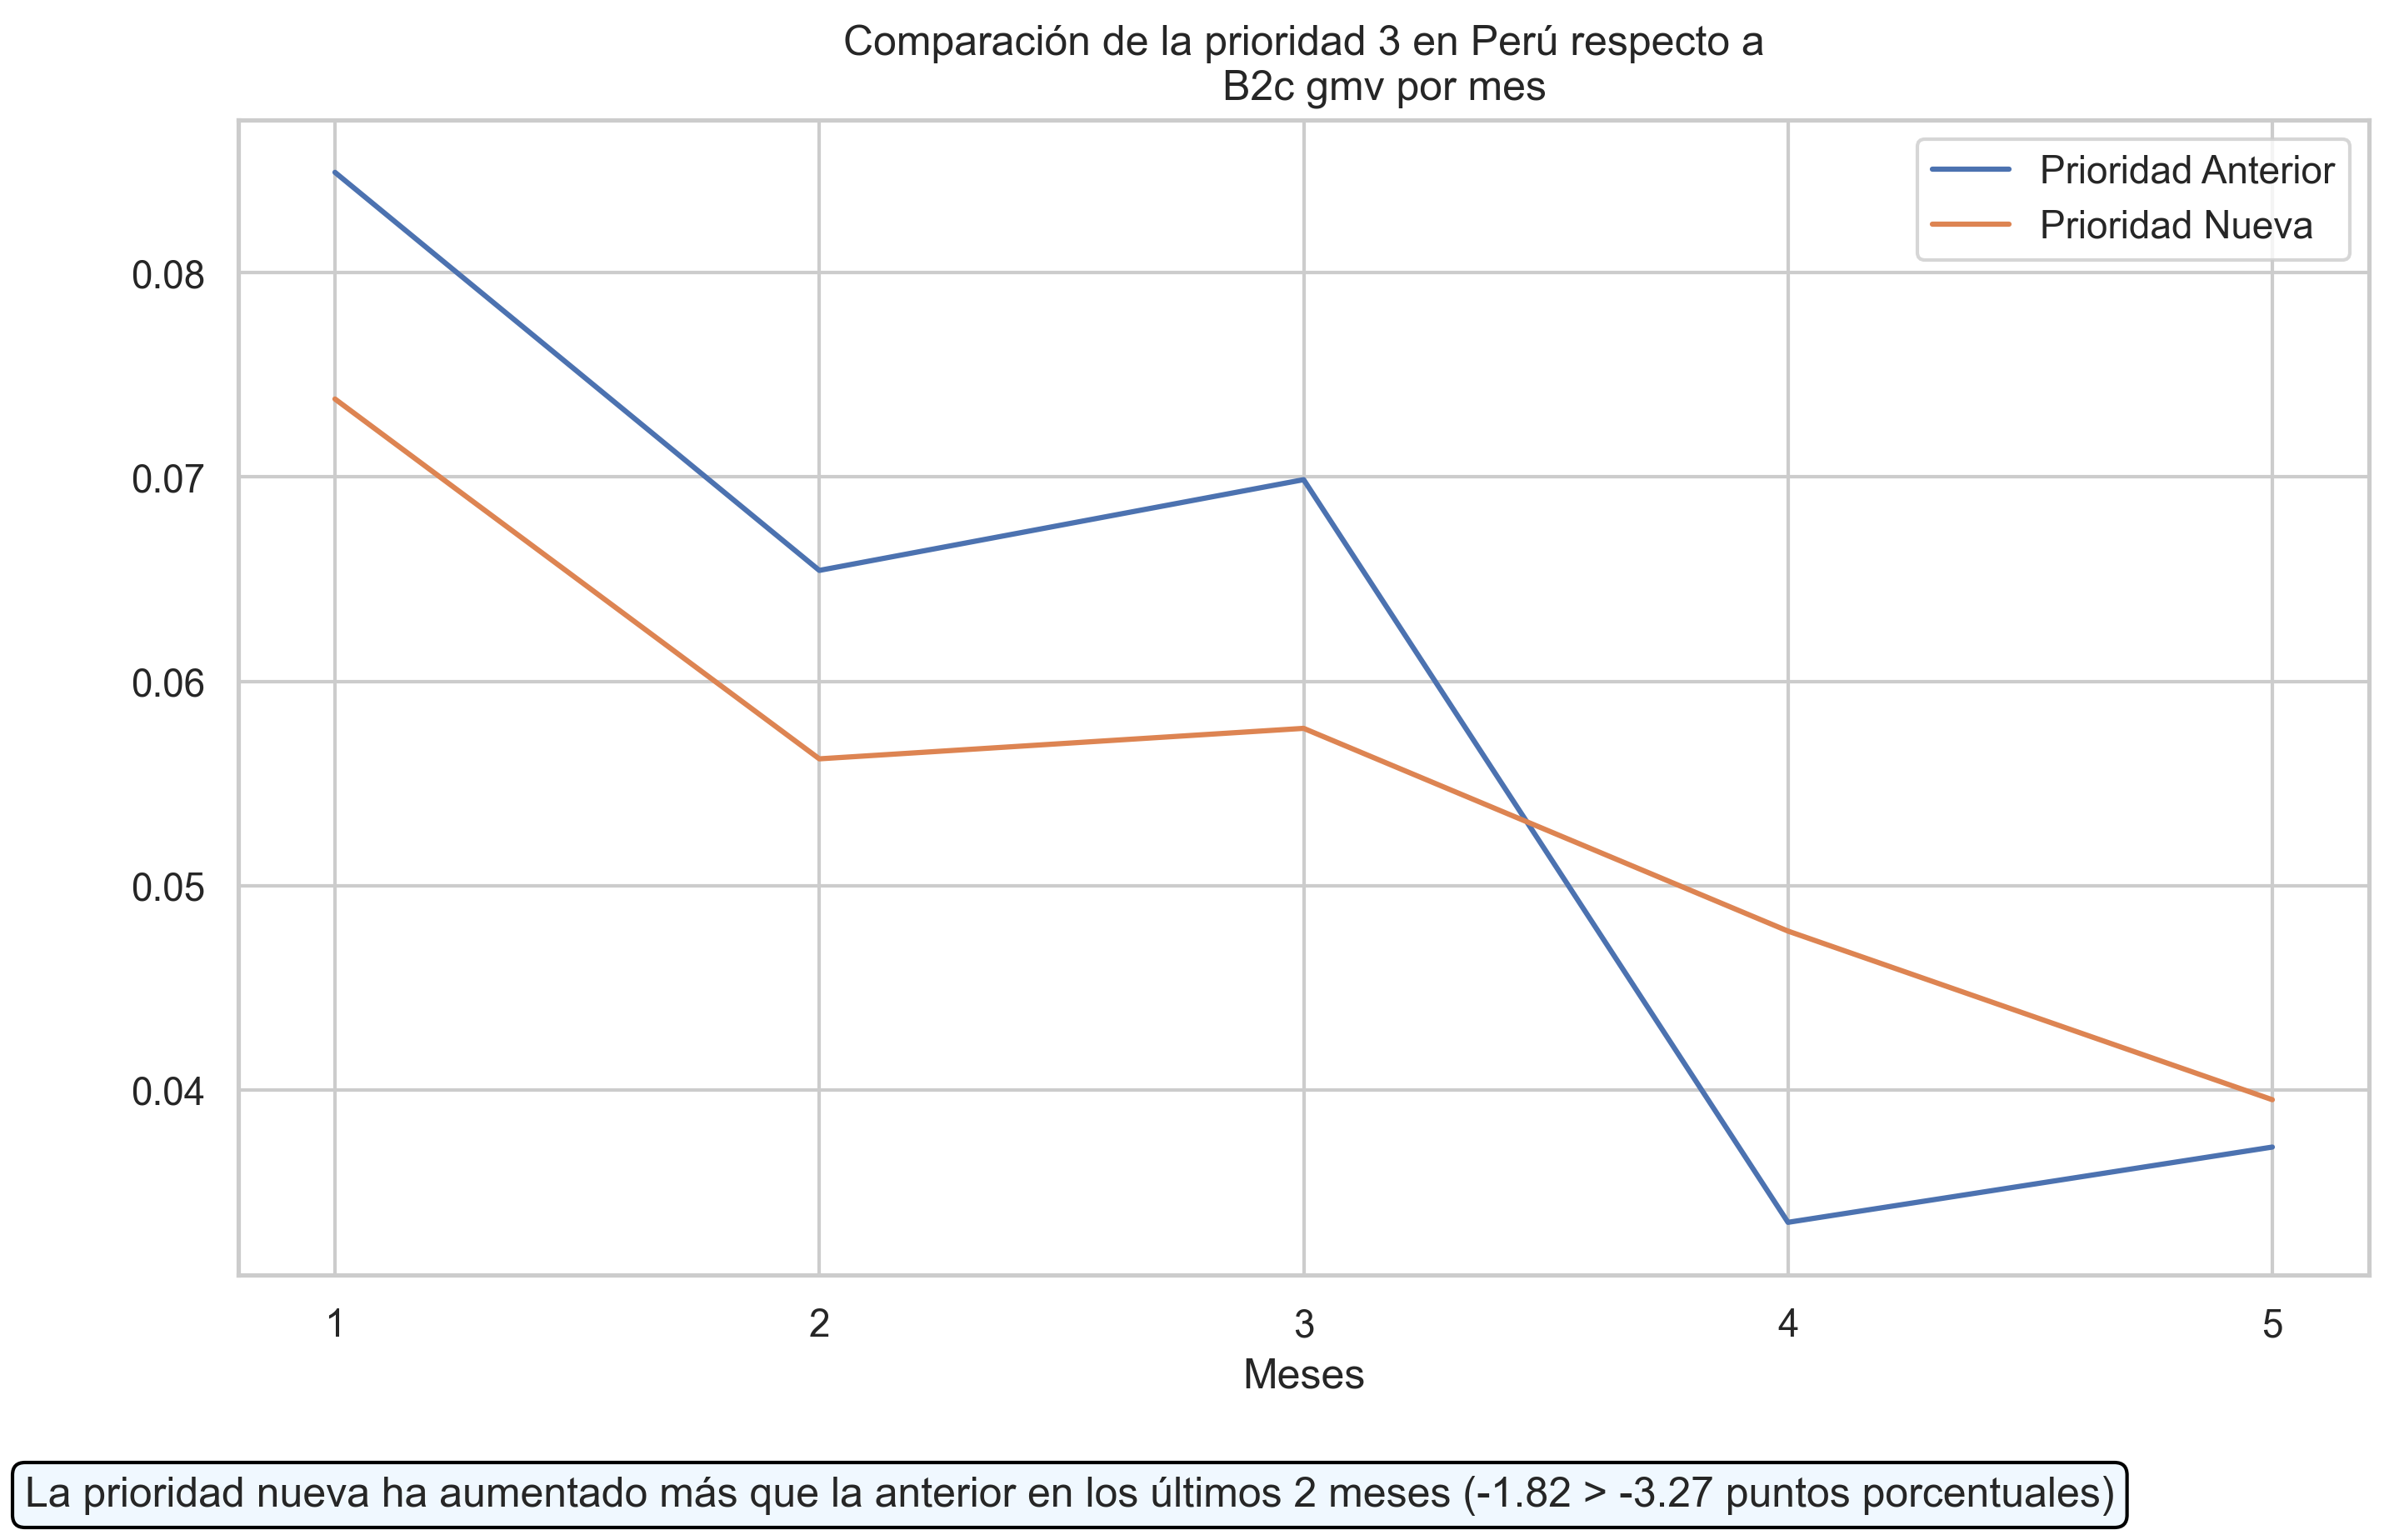 Comparación de la prioridad 3 en Perú respecto a
B2c gmv por mes
Prioridad Anterior
Prioridad Nueva
0.08
0.07
0.06
0.05
0.04
1 2 3 4 5
Meses
La prioridad nueva ha aumentado más que la anterior en los últimos 2 meses (-1.82 > -3.27 puntos porcentuales)